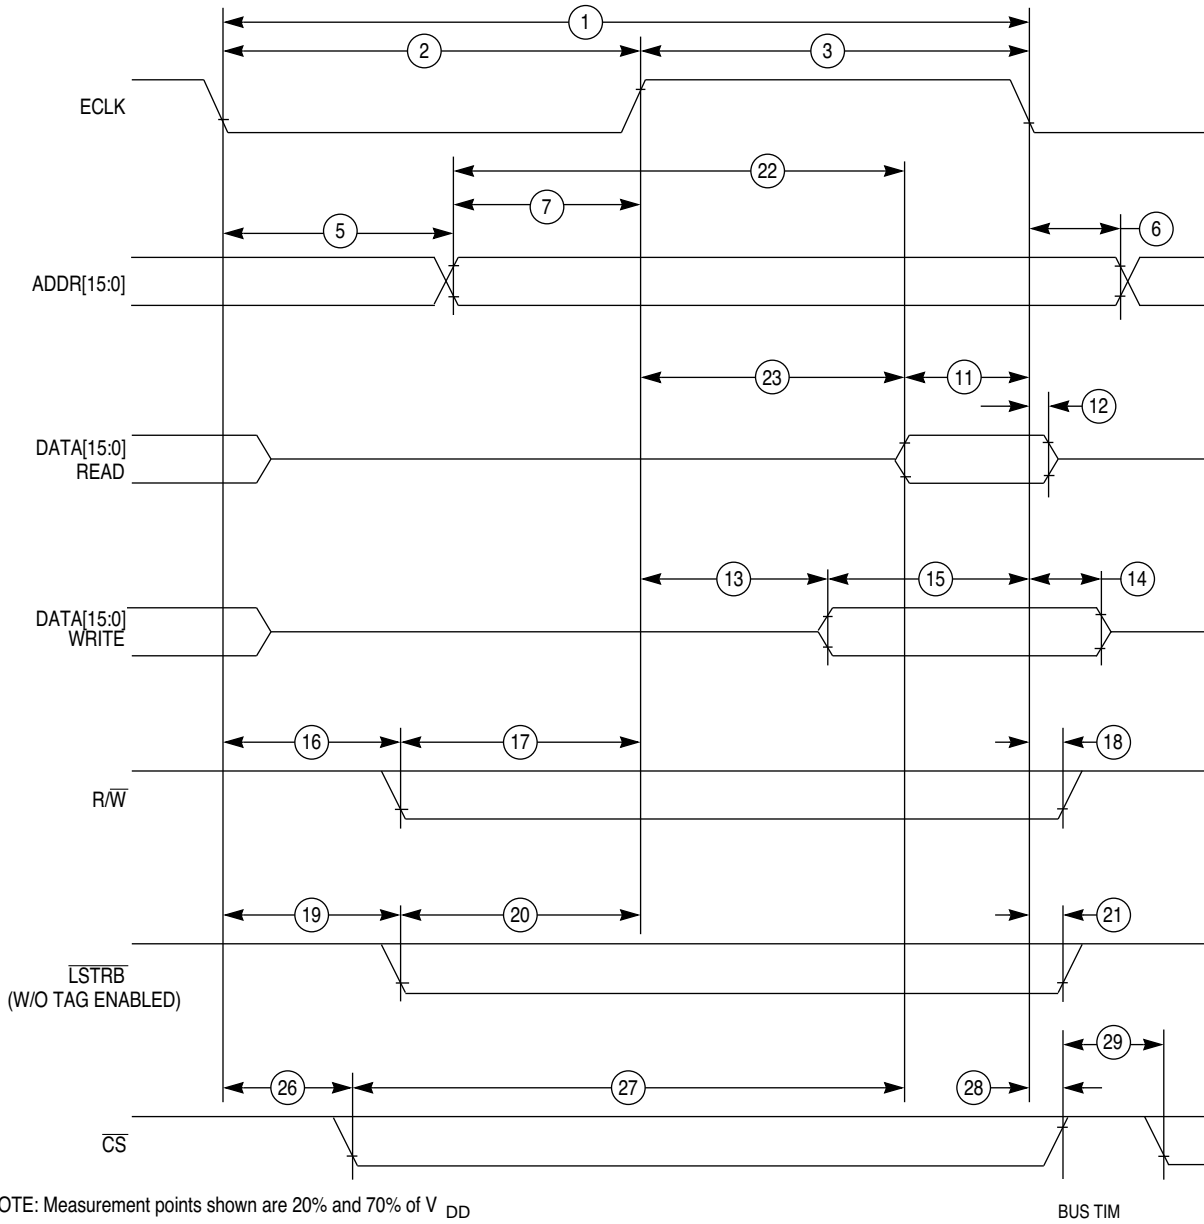 1
2
3
ECLK
22
7
5
6
ADDR[15:0]
23
11
12
DATA[15:0]
READ
13
15
14
DATA[15:0]
WRITE
16
17
18
R/W
19
20
21
LSTRB
(W/O TAG ENABLED)
29
26
27
28
CS
OTE: Measurement points shown are 20% and 70% of V DD
BUS TIM